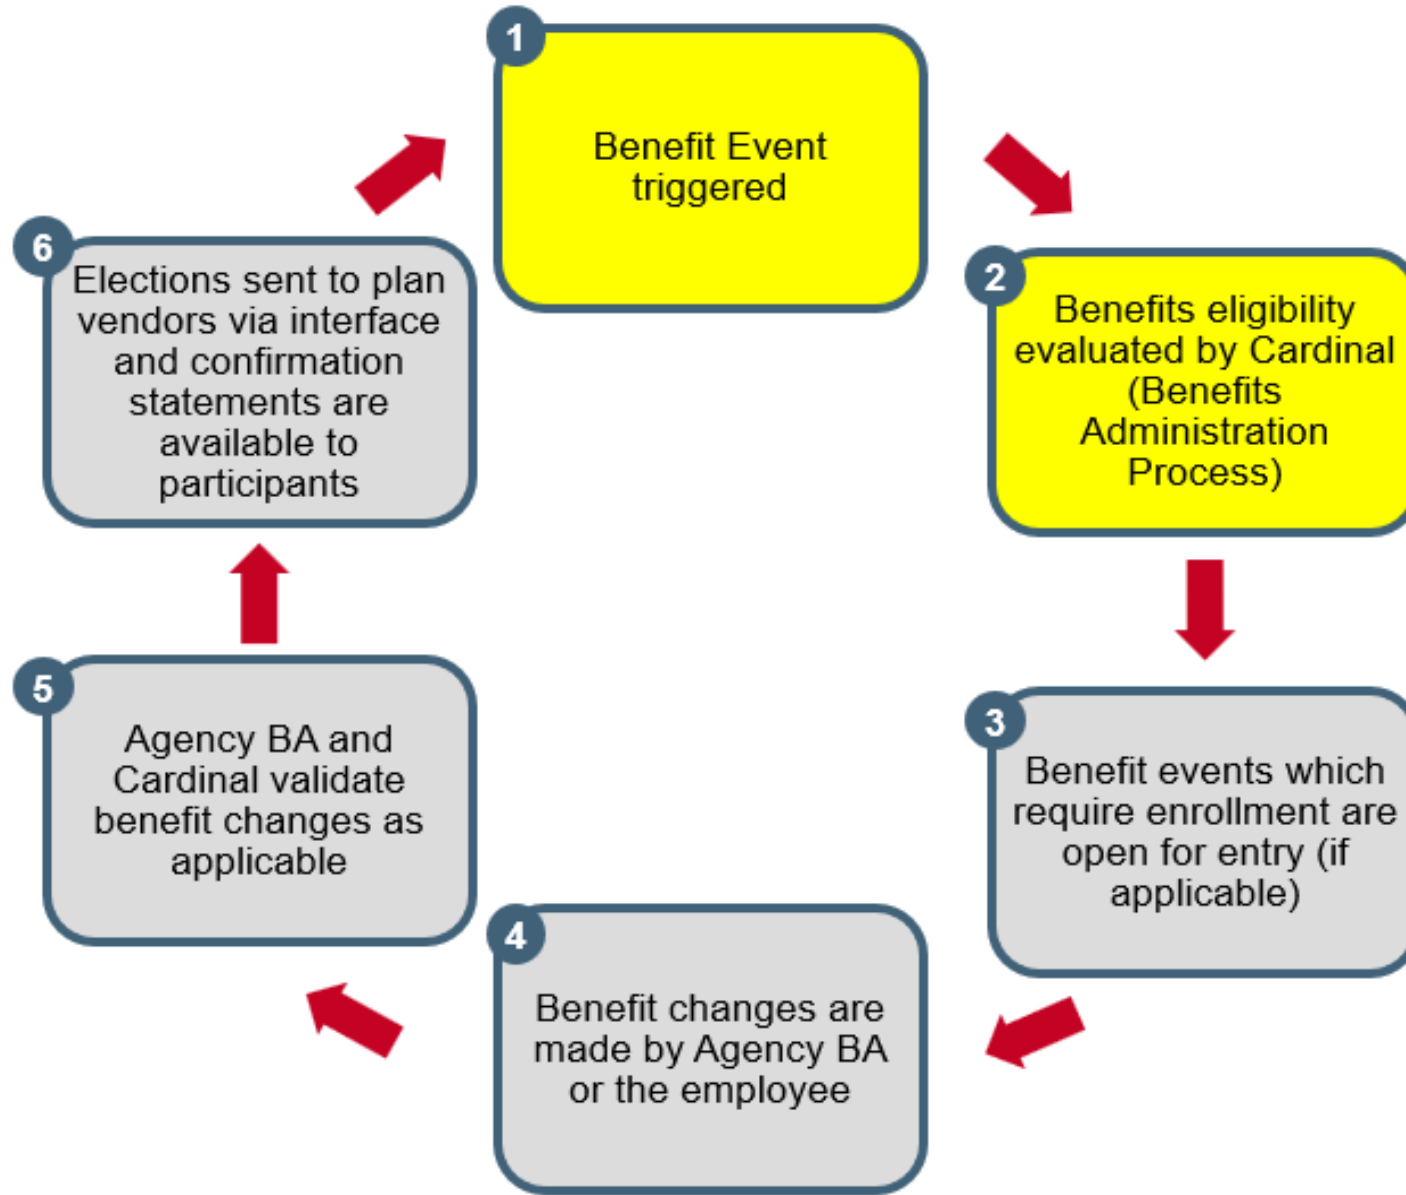 1
Benefit Event
triggered
2
Benefits eligibility
evaluated by Cardinal
(Benefits
Administration
Process)
3
Benefit events which
require enrollment are
open for entry (if
applicable)
4
Benefit changes are
made by Agency BA
or the employee
5
Agency BA and
Cardinal validate
benefit changes as
applicable
6
Elections sent to plan
vendors via interface
and confirmation
statements are
available to
participants